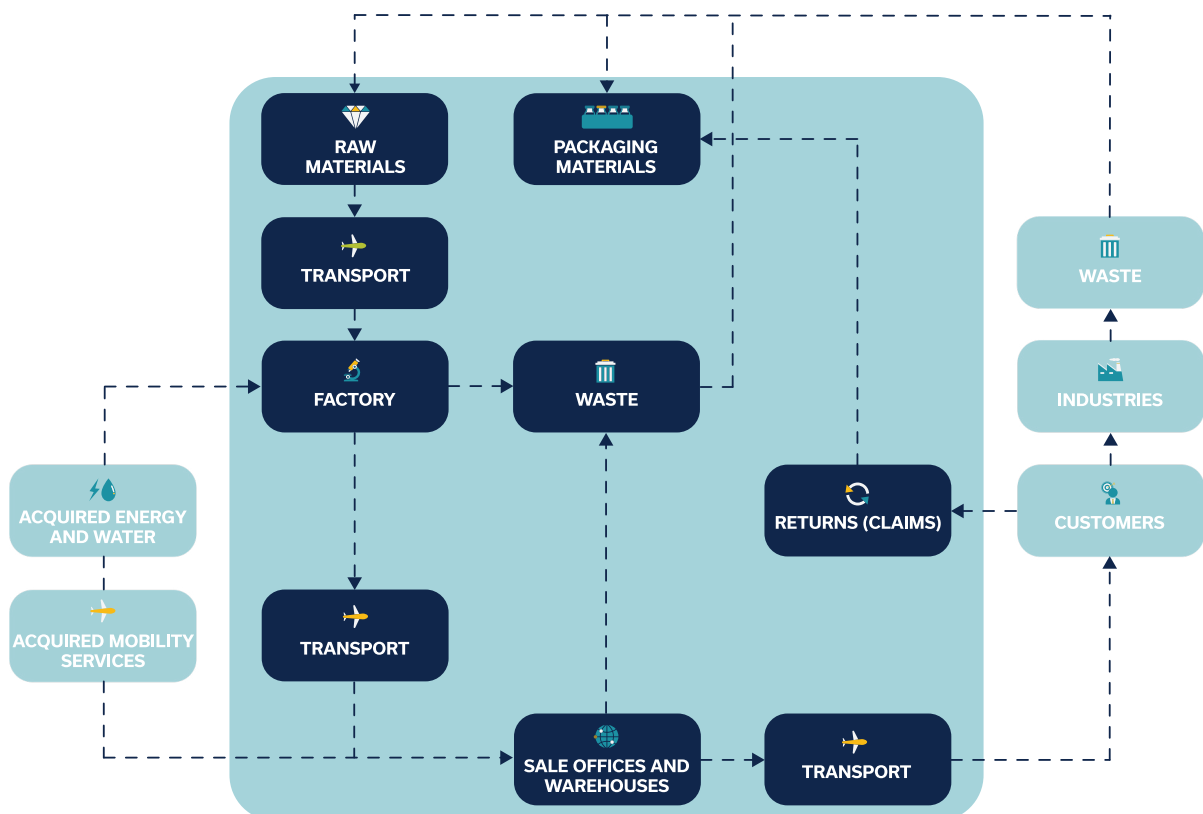 RAW
MATERIALS
PACKAGING
MATERIALS
TRANSPORT
WASTE
FACTORY
WASTE
INDUSTRIES
ACQUIRED ENERGY
AND WATER
RETURNS (CLAIMS)
CUSTOMERS
ACQUIRED MOBILITY
SERVICES
TRANSPORT
SALE OFFICES AND
WAREHOUSES
TRANSPORT